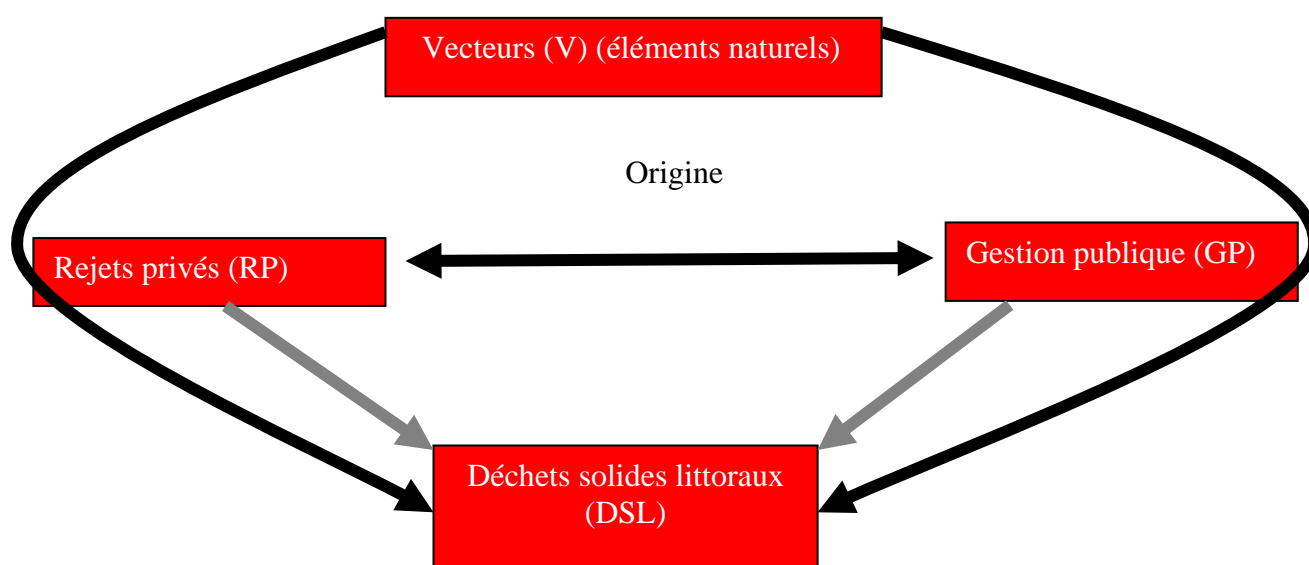 Vecteurs (V) (éléments naturels)
Origine
Rejets privés (RP)
Gestion publique (GP)
Déchets solides littoraux
(DSL)